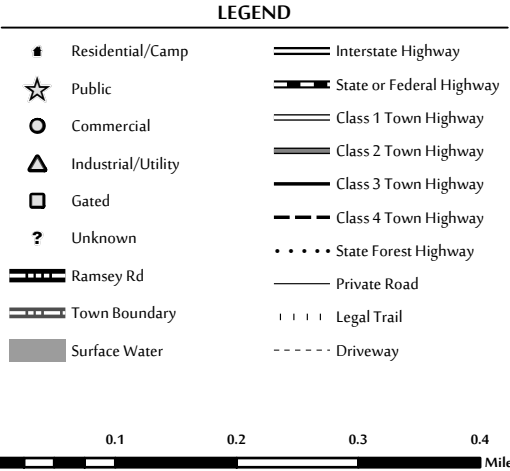 LEGEND
Residential/Camp
Public
Commercial
Industrial/Utility
Gated
? Unknown
Ramsey Rd
Town Boundary
Surface Water
Interstate Highway
State or Federal Highway
Class 1 Town Highway
Class 2 Town Highway
Class 3 Town Highway
Class 4 Town Highway
State Forest Highway
Private Road
Legal Trail
Driveway
0.1 0.2 0.3 0.4
Mile